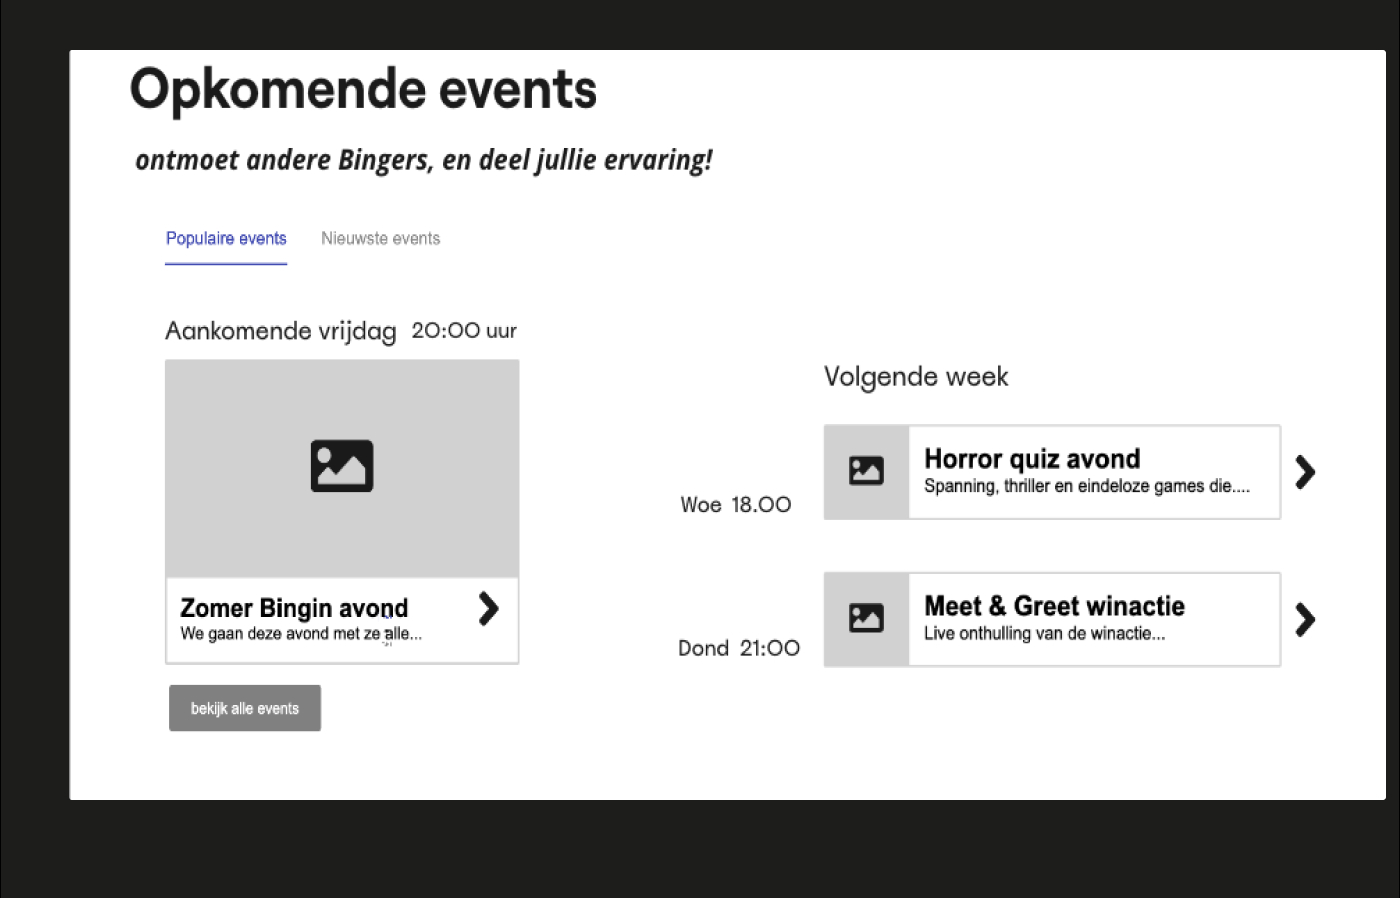 Opkomende events
ontmoet andere Bingers, en deel jullie ervaring!
Populaire events Nieuwste events
Aankomende vrijdag 20:00 uur
Zomer Bingin avond
We gaan deze avond met ze alle...
bekijk alle events
Volgende week
Woe 18.00
Horror quiz avond
Spanning, thriller en eindeloze games die....
Dond 21:00
Meet & Greet winactie
Live onthulling van de winactie...